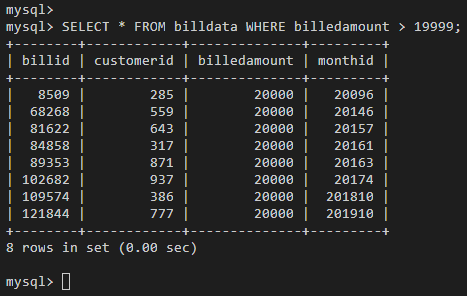 mysql>
mysql> SELECT * FROM billdata WHERE billedamount > 19999;
+--------+------------+--------------+---------+
| billid | customerid | billedamount | monthid |
+--------+------------+--------------+---------+
|   8509 |        285 |        20000 |   20096 |
|  68268 |        559 |        20000 |   20146 |
|  81622 |        643 |        20000 |   20157 |
|  84858 |        317 |        20000 |   20161 |
|  89353 |        871 |        20000 |   20163 |
| 102682 |        937 |        20000 |   20174 |
| 109574 |        386 |        20000 |  201810 |
| 121844 |        777 |        20000 |  201910 |
+--------+------------+--------------+---------+
8 rows in set (0.00 sec)
mysql>